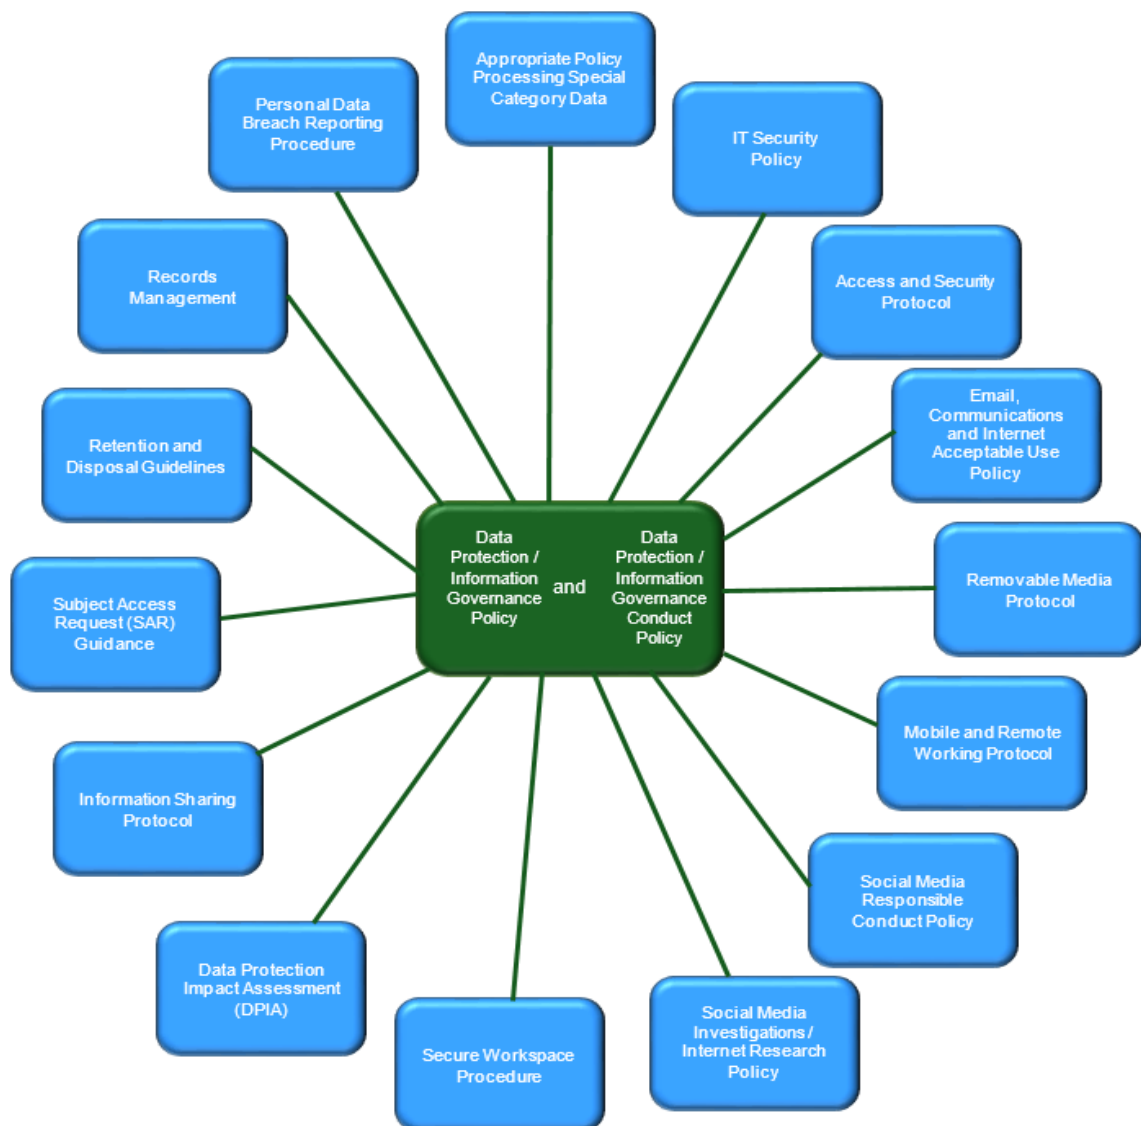 Appropriate Policy
Processing Special
Category Data
Personal Data
Breach Reporting
Procedure
IT Security
Policy
Records
Management
Access and Security
Protocol
Email,
Communications
and Internet
Acceptable Use
Policy
Retention and
Disposal Guidelines
Data
Protection /
Information
Governance
Policy
and
Data
Protection /
Information
Governance
Conduct
Policy
Removable Media
Protocol
Subject Access
Request (SAR)
Guidance
Mobile and Remote
Working Protocol
Information Sharing
Protocol
Social Media
Responsible
Conduct Policy
Data Protection
Impact Assessment
(DPIA)
Secure Workspace
Procedure
Social Media
Investigations /
Internet Research
Policy